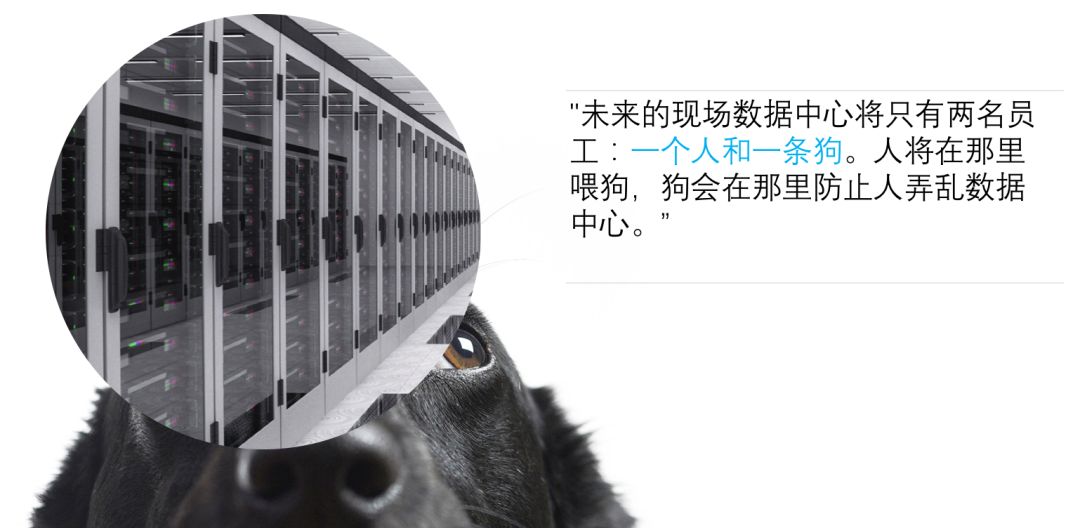 "未来的现场数据中心将只有两名员
工：一个人和一条狗。人将在那里
喂狗，狗会在那里防止人弄乱数据
中心。”